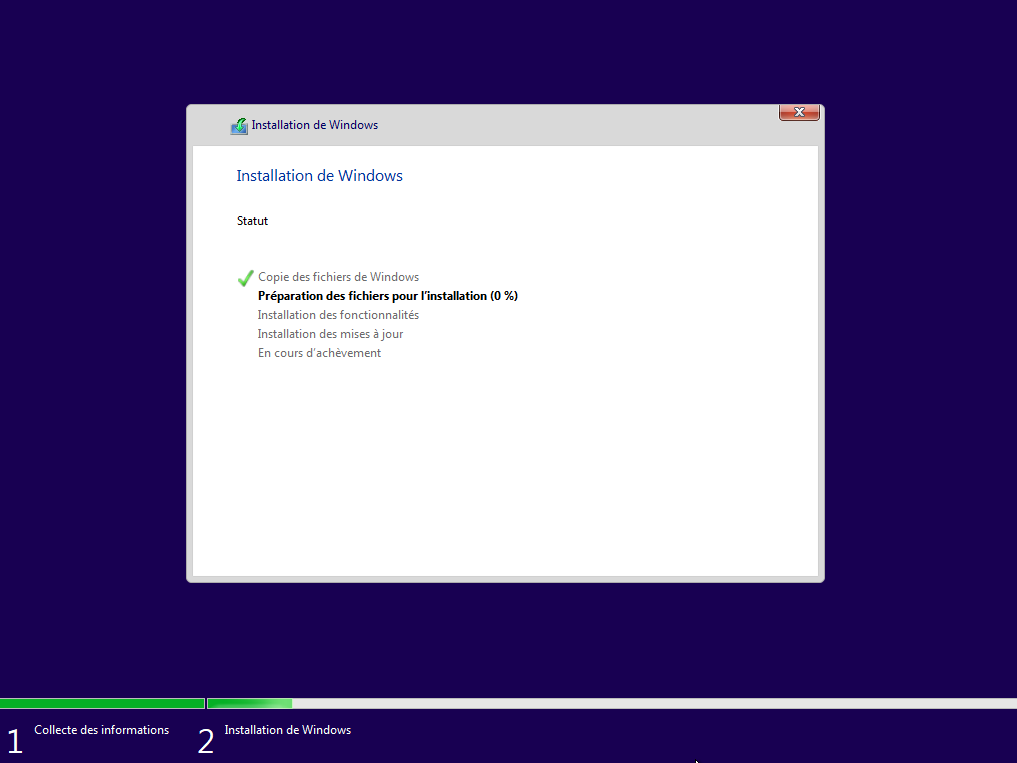 Installation de Windows
Installation de Windows
Statut
Copie des fichiers de Windows
Préparation des fichiers pour l'installation (0 %)
Installation des fonctionnalités
Installation des mises à jour
En cours d'achèvement
1 Collecte des informations
2 Installation de Windows